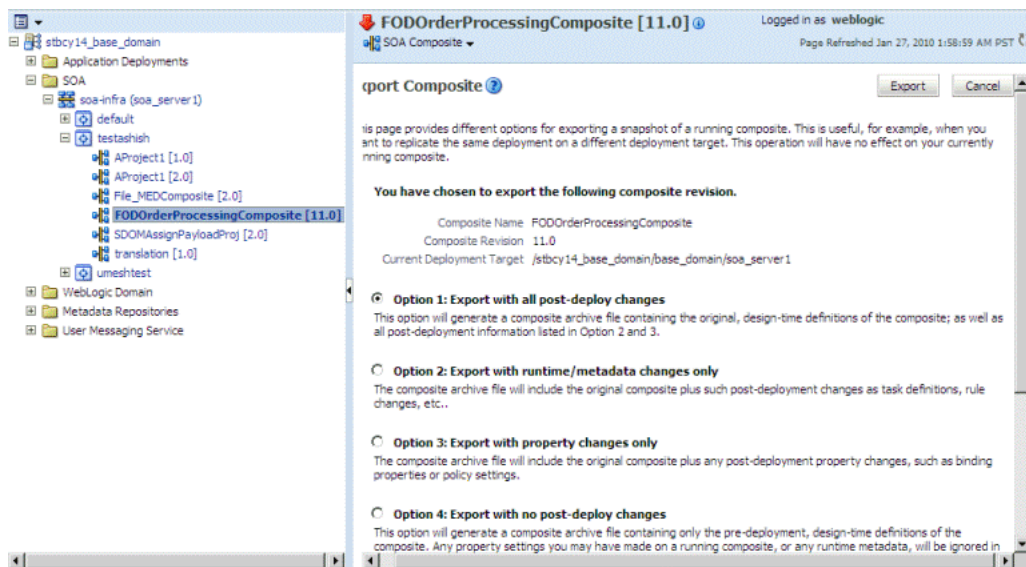 stbcy14_base_domain
Application Deployments
SOA
soa-infra (soa_server1)
default
testashish
AProject1 [1.0]
AProject1 [2.0]
File_MEDComposite [2.0]
FODOrderProcessingComposite [11.0]
SDOMAssignPayloadProj [2.0]
translation [1.0]
umeshtest
WebLogic Domain
Metadata Repositories
User Messaging Service
FODOrderProcessingComposite [11.0]
Logged in as weblogic
SOA Composite
Page Refreshed Jan 27, 2010 1:58:59 AM PST
port Composite
Export Cancel
is page provides different options for exporting a snapshot of a running composite. This is useful, for example, when you
ant to replicate the same deployment on a different deployment target. This operation will have no effect on your currently
nning composite.
You have chosen to export the following composite revision.
Composite Name FODOrderProcessingComposite
Composite Revision 11.0
Current Deployment Target /stbcy14_base_domain/base_domain/soa_server1
Option 1: Export with all post-deploy changes
This option will generate a composite archive file containing the original, design-time definitions of the composite; as well as
all post-deployment information listed in Option 2 and 3.
Option 2: Export with runtime/metadata changes only
The composite archive file will include the original composite plus such post-deployment changes as task definitions, rule
changes, etc..
Option 3: Export with property changes only
The composite archive file will include the original composite plus any post-deployment property changes, such as binding
properties or policy settings.
Option 4: Export with no post-deploy changes
This option will generate a composite archive file containing only the pre-deployment, design-time definitions of the
composite. Any property settings you may have made on a running composite, or any runtime metadata, will be ignored in